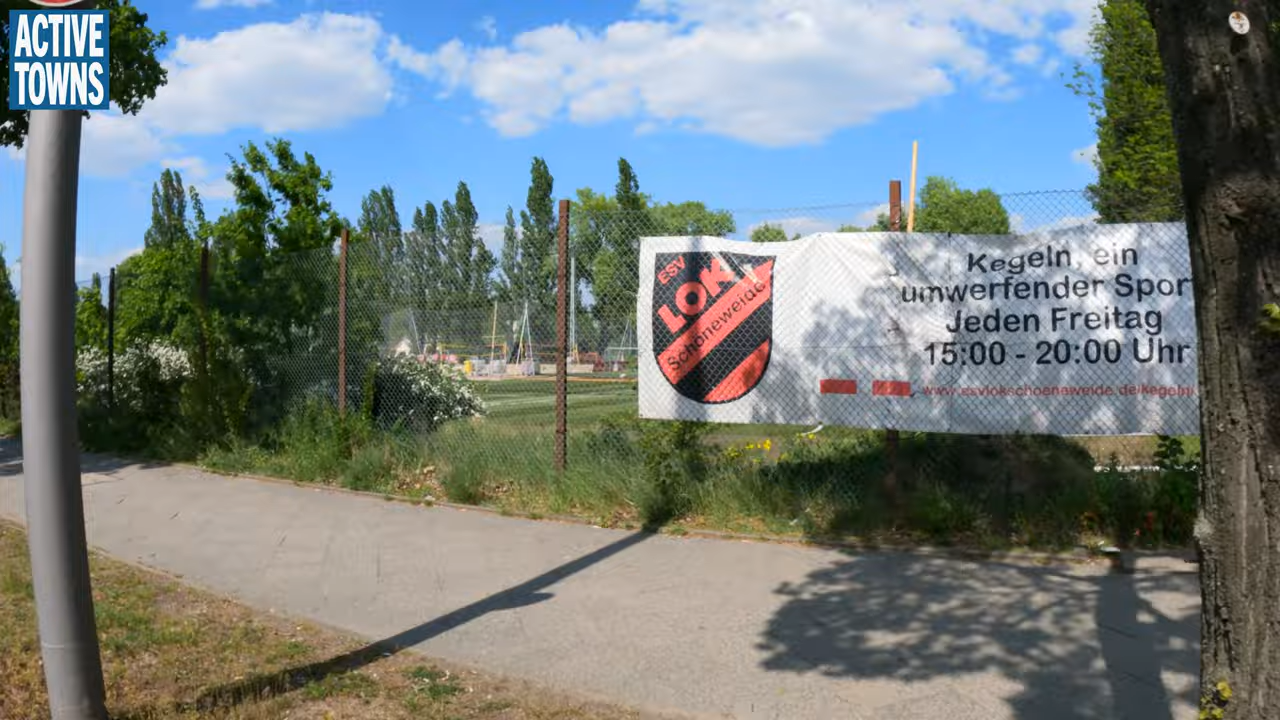 ACTIVE
TOWNS
ESV
LOK
Schöneweide
Kegeln, ein
umwerfender Spor
Jeden Freitag
15:00 - 20:00 Uhr
www.esvlokschoeneweide.de/kegeln